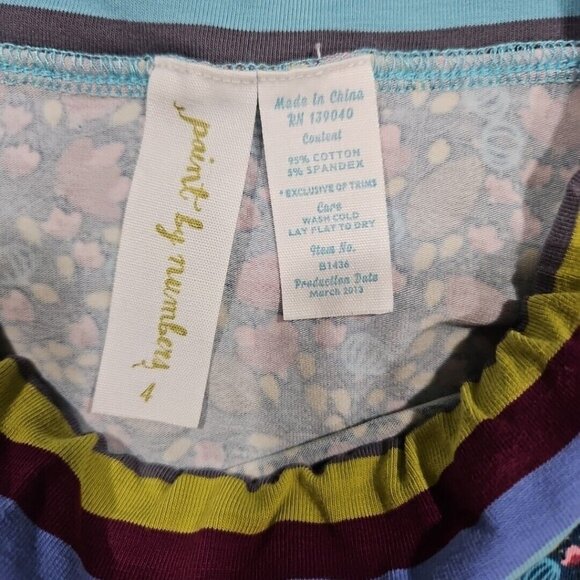 paint by numbers
4
Made in China
RN 139040
Content
95% COTTON
5% SPANDEX
*EXCLUSIVE OF TRIMS
Care
WASH COLD
LAY FLAT TO DRY
Item No.
B1436
Production Date
March 2013